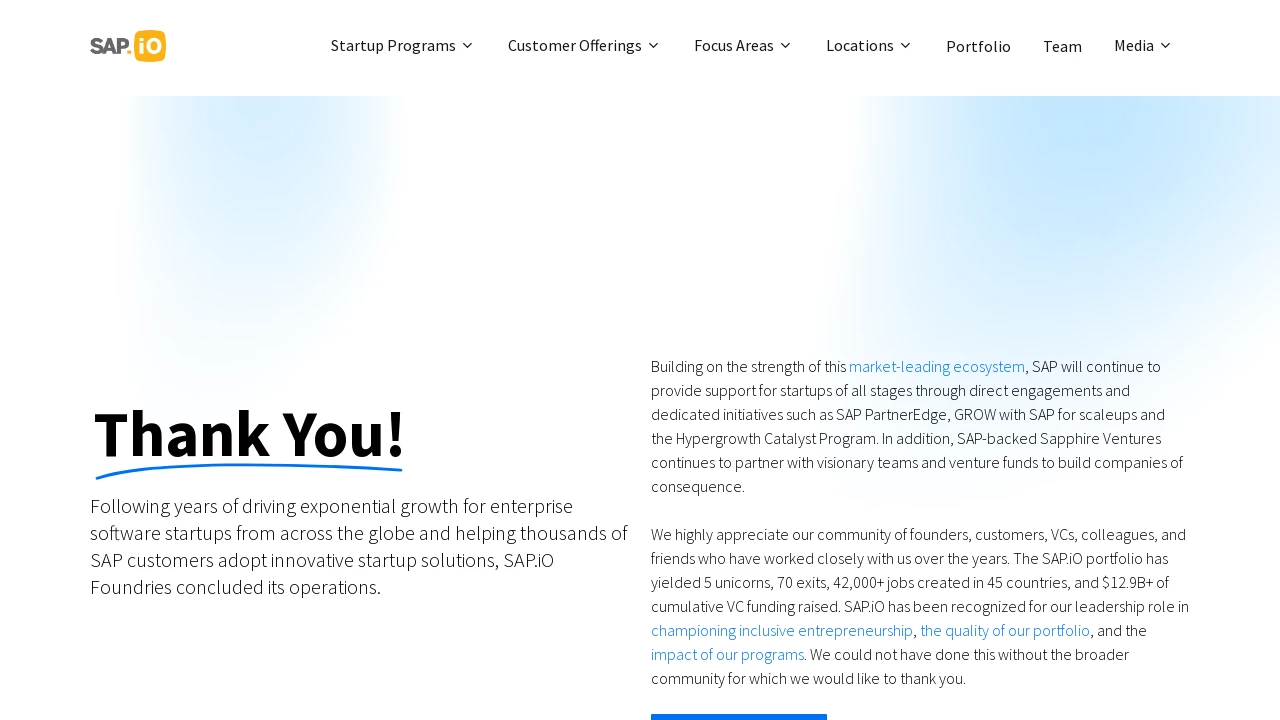 SAP.iO
Startup Programs
Customer Offerings
Focus Areas
Locations
Portfolio
Team
Media
Thank You!
Following years of driving exponential growth for enterprise
software startups from across the globe and helping thousands of
SAP customers adopt innovative startup solutions, SAP.iO
Foundries concluded its operations.
Building on the strength of this market-leading ecosystem, SAP will continue to
provide support for startups of all stages through direct engagements and
dedicated initiatives such as SAP PartnerEdge, GROW with SAP for scaleups and
the Hypergrowth Catalyst Program. In addition, SAP-backed Sapphire Ventures
continues to partner with visionary teams and venture funds to build companies of
consequence.
We highly appreciate our community of founders, customers, VCs, colleagues, and
friends who have worked closely with us over the years. The SAP.iO portfolio has
yielded 5 unicorns, 70 exits, 42,000+ jobs created in 45 countries, and $12.9B+ of
cumulative VC funding raised. SAP.iO has been recognized for our leadership role in
championing inclusive entrepreneurship, the quality of our portfolio, and the
impact of our programs. We could not have done this without the broader
community for which we would like to thank you.